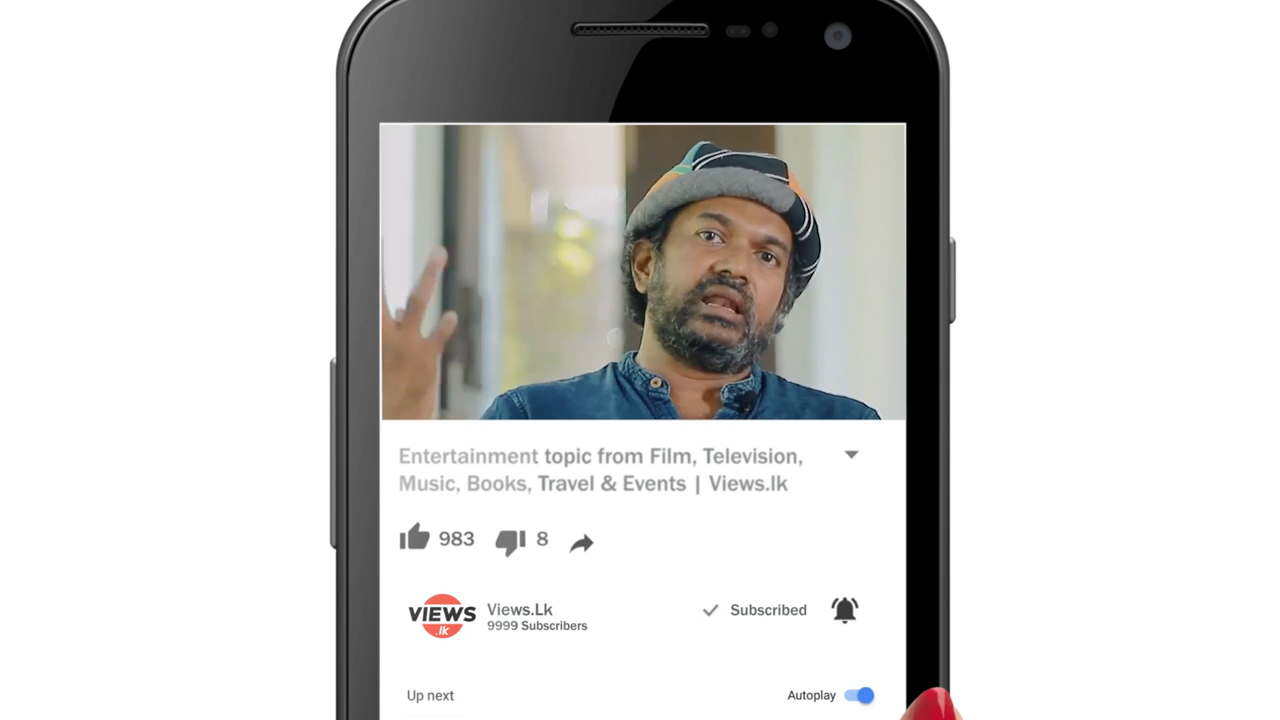 Entertainment topic from Film, Television,
Music, Books, Travel & Events | Views.lk
983 8
VIEWS
.lk
Views.Lk
9999 Subscribers
Subscribed
Up next
Autoplay